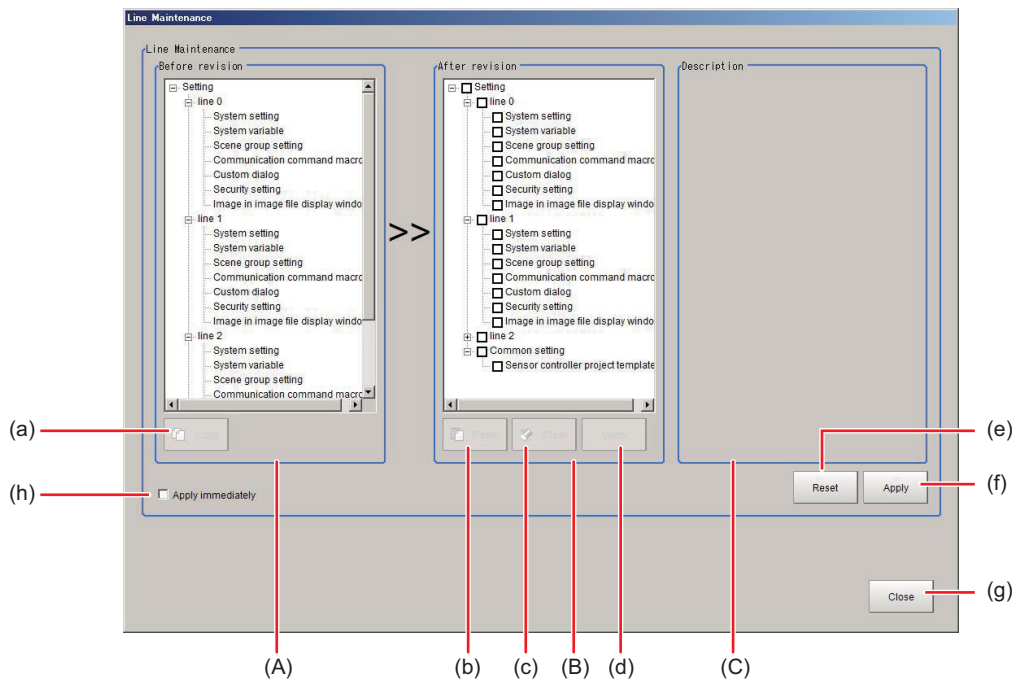 Line Maintenance
Line Maintenance
Before revision
Setting
line 0
System setting
System variable
Scene group setting
Communication command macro
Custom dialog
Security setting
Image in image file display windo
line 1
System setting
System variable
Scene group setting
Communication command macro
Custom dialog
Security setting
Image in image file display windo
line 2
System setting
System variable
Scene group setting
Communication command macro
Copy
>>
After revision
Setting
line 0
System setting
System variable
Scene group setting
Communication command macro
Custom dialog
Security setting
Image in image file display windo
line 1
System setting
System variable
Scene group setting
Communication command macro
Custom dialog
Security setting
Image in image file display windo
line 2
Common setting
Sensor controller project template
Paste
Clear
Undo
Description
Apply immediately
Reset
Apply
Close
(a)
(h)
(e)
(f)
(g)
(A)
(b)
(c)
(B)
(d)
(C)